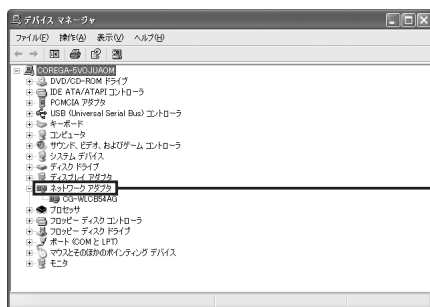 デバイス マネージャ
ファイル(F) 操作(A) 表示(V) ヘルプ(H)
COREGA-5VOJUAOM
DVD/CD-ROM ドライブ
IDE ATA/ATAPI コントローラ
PCMCIA アダプタ
USB (Universal Serial Bus) コントローラ
キーボード
コンピュータ
サウンド、ビデオ、およびゲーム コントローラ
システム デバイス
ディスク ドライブ
ディスプレイ アダプタ
ネットワーク アダプタ
CG-WLCB54AG
プロセッサ
フロッピー ディスク コントローラ
フロッピー ディスク ドライブ
ポート (COM と LPT)
マウスとそのほかのポインティング デバイス
モニタ